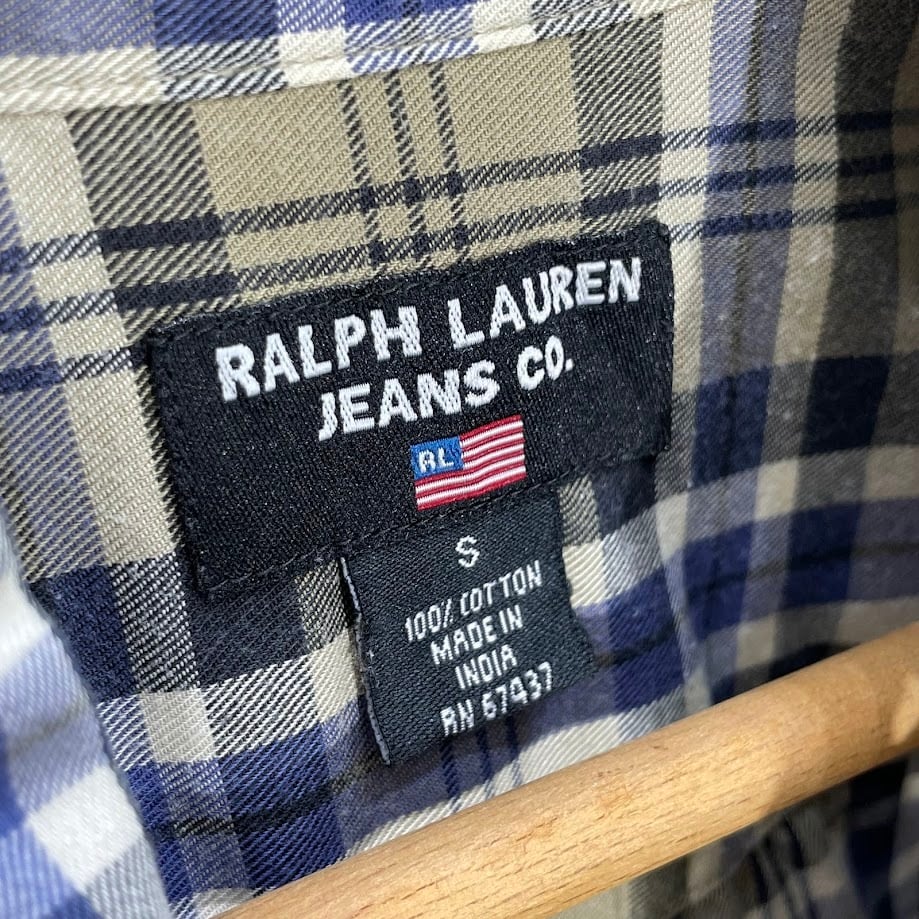 RALPH LAUREN
JEANS CO.
RL
S
100% COTTON
MADE IN
INDIA
RN 67437